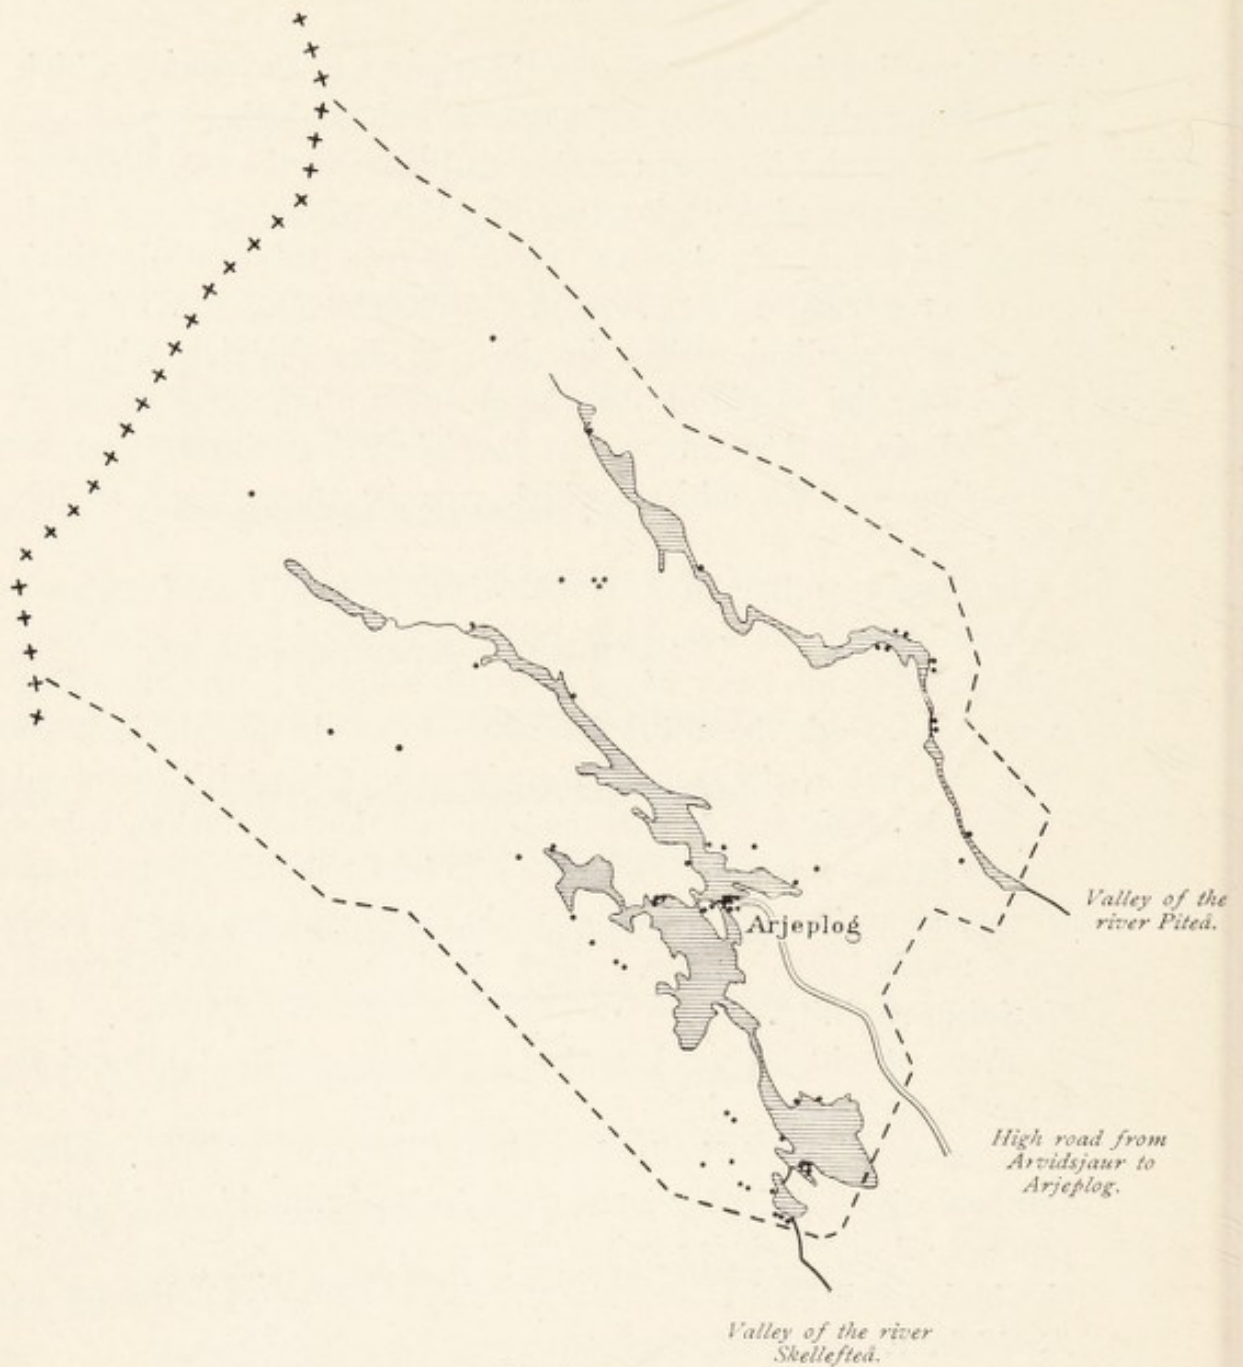 Valley of the
river Piteå.
Arjeplog
High road from
Arvidsjaur to
Arjeplog.
Valley of the river
Skellefteå.